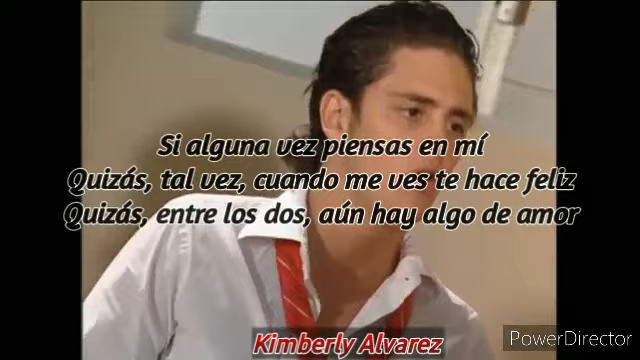 Si alguna vez piensas en mí
Quizás, tal vez, cuando me ves te hace feliz
Quizás, entre los dos, aún hay algo de amor
Kimberly Alvarez
PowerDirector